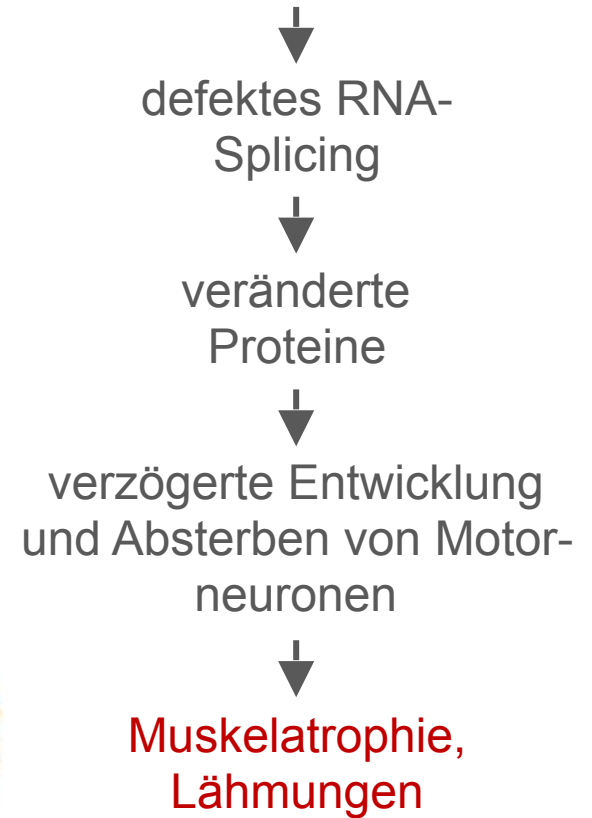 defektes RNA-
Splicing
veränderte
Proteine
verzögerte Entwicklung
und Absterben von Motor-
neuronen
Muskelatrophie,
Lähmungen